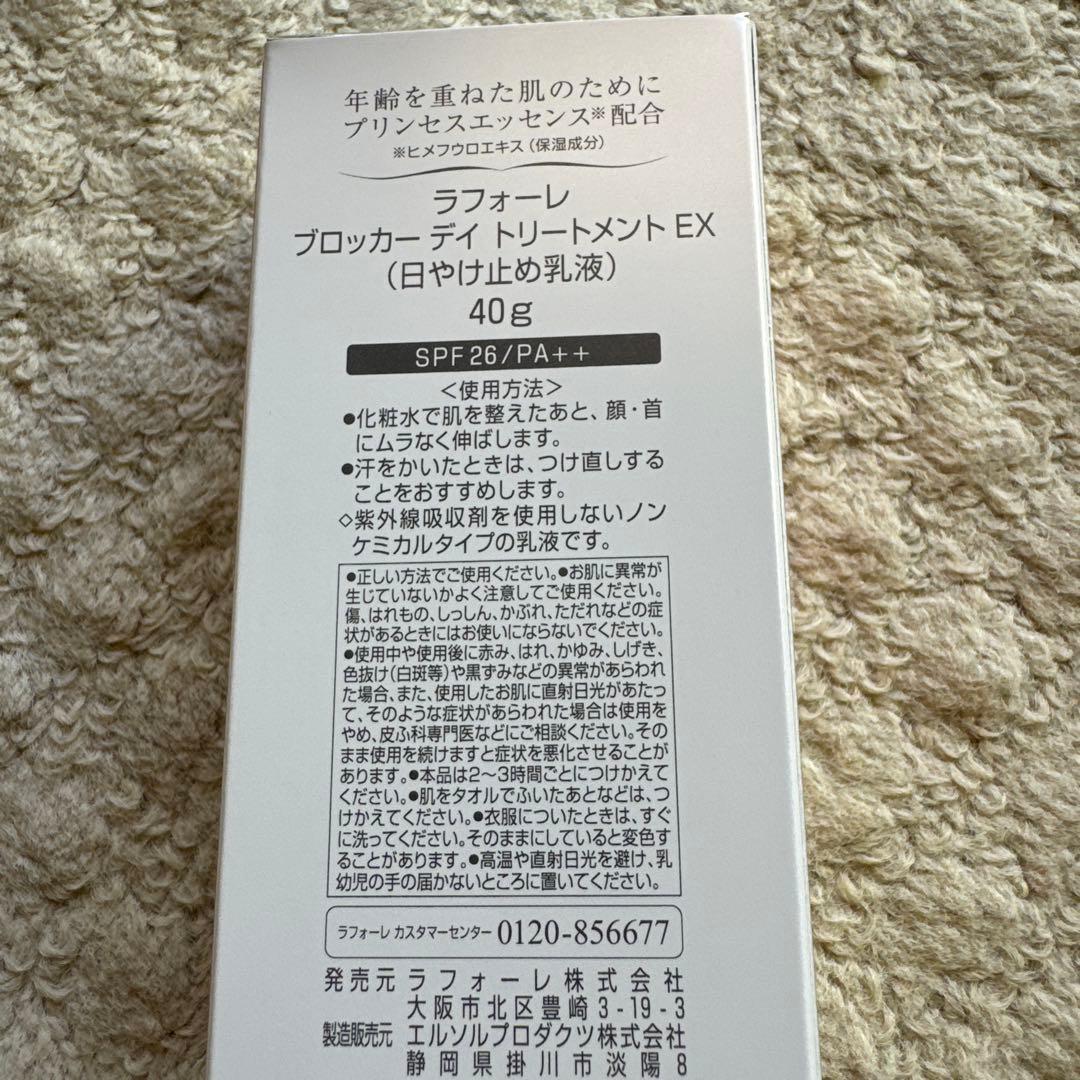 年齢を重ねた肌のために
プリンセスエッセンス※配合
※ヒメフウロエキス（保湿成分）
ラフォーレ
ブロッカー デイ トリートメント EX
（日やけ止め乳液）
40g
SPF 26/PA++
＜使用方法＞
●化粧水で肌を整えたあと、顔・首
にムラなく伸ばします。
●汗をかいたときは、つけ直しする
ことをおすすめします。
◇紫外線吸収剤を使用しないノン
ケミカルタイプの乳液です。
●正しい方法でご使用ください。●お肌に異常が
生じていないかよく注意してご使用ください。
傷、はれもの、しっしん、かぶれ、ただれなどの症
状があるときにはお使いにならないでください。
●使用中や使用後に赤み、はれ、かゆみ、しげき、
色抜け（白斑等）や黒ずみなどの異常があらわれ
た場合、また、使用したお肌に直射日光があたっ
て、そのような症状があらわれた場合は使用を
やめ、皮ふ科専門医などにご相談ください。その
まま使用を続けますと症状を悪化させることが
あります。●本品は2〜3時間ごとにつけかえて
ください。●肌をタオルでふいたあとなどは、つ
けかえてください。●衣服についたときは、すぐ
に洗ってください。そのままにしていると変色す
ることがあります。●高温や直射日光を避け、乳
幼児の手の届かないところに置いてください。
ラフォーレ カスタマーセンター 0120-856677
発売元 ラフォーレ株式会社
大阪市北区豊崎3-19-3
製造販売元 エルソルプロダクツ株式会社
静岡県掛川市淡陽8